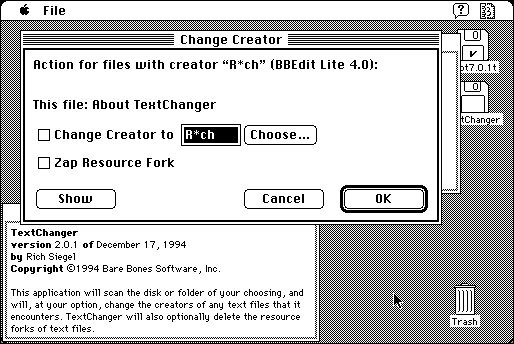 File
Change Creator
Action for files with creator “R*ch” (BBEdit Lite 4.0):
This file: About TextChanger
Change Creator to R*ch Choose...
Zap Resource Fork
Show Cancel OK
ot7.0.1t
tChanger
TextChanger
version 2.0.1 of December 17, 1994
by Rich Siegel
Copyright ©1994 Bare Bones Software, Inc.
This application will scan the disk or folder of your choosing, and
will, at your option, change the creators of any text files that it
encounters. TextChanger will also optionally delete the resource
forks of text files.
Trash